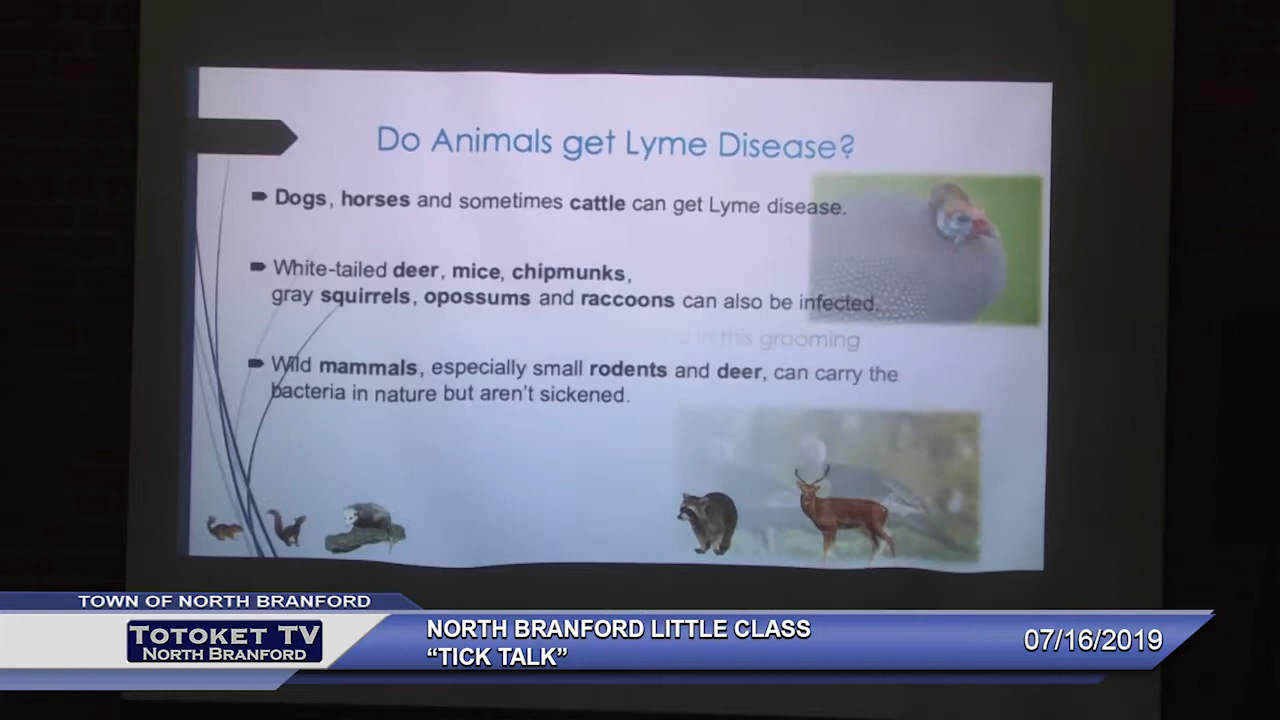 Do Animals get Lyme Disease?
Dogs, horses and sometimes cattle can get Lyme disease.
White-tailed deer, mice, chipmunks,
gray squirrels, opossums and raccoons can also be infected.
in this grooming
Wild mammals, especially small rodents and deer, can carry the
bacteria in nature but aren't sickened.
TOWN OF NORTH BRANFORD
TOTOKET TV
NORTH BRANFORD
NORTH BRANFORD LITTLE CLASS
“TICK TALK”
07/16/2019